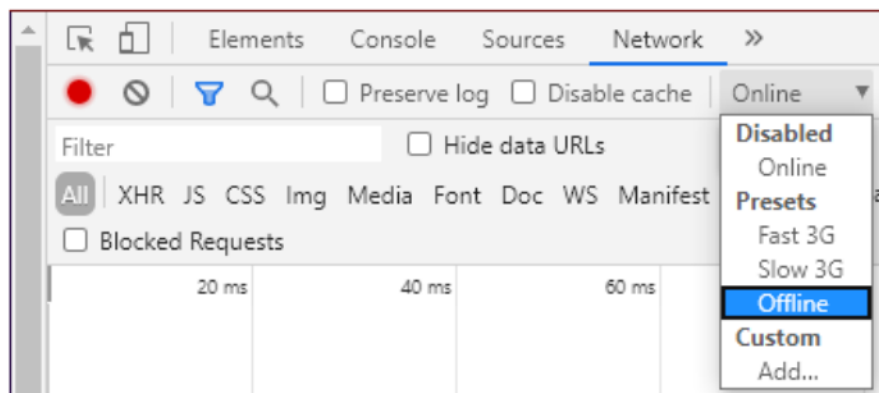 Elements Console Sources Network »
Preserve log Disable cache Online ▼
Filter Hide data URLs
All XHR JS CSS Img Media Font Doc WS Manifest
Blocked Requests
20 ms 40 ms 60 ms
Disabled
Online
Presets
Fast 3G
Slow 3G
Offline
Custom
Add...